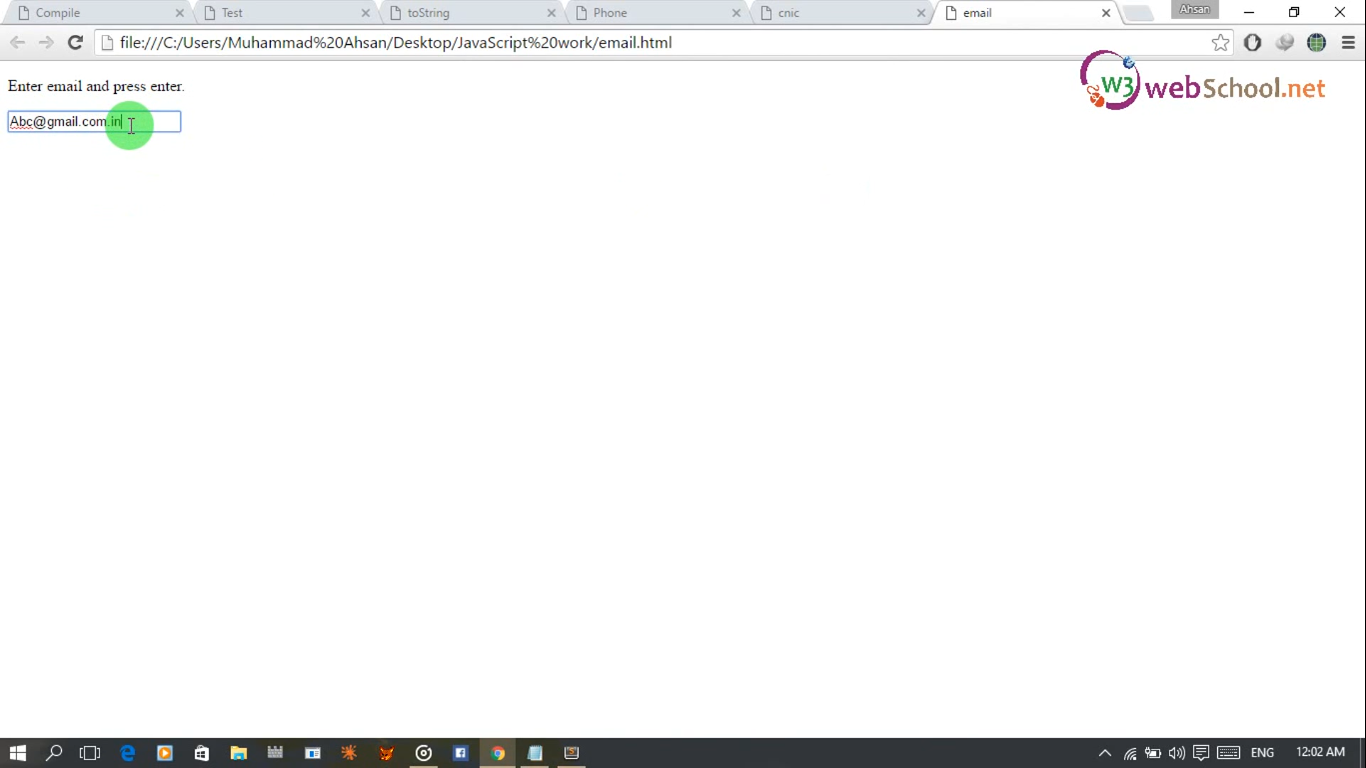 Compile
Test
toString
Phone
cnic
email
Ahsan
file:///C:/Users/Muhammad%20Ahsan/Desktop/JavaScript%20work/email.html
W3 webSchool.net
Enter email and press enter.
Abc@gmail.com.in
ENG
12:02 AM